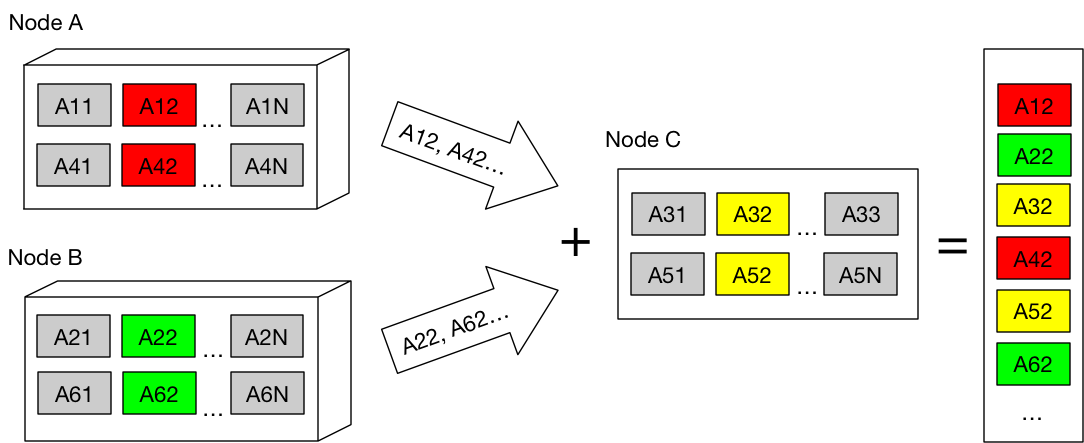 Node A
A11 A12 ... A1N
A41 A42 ... A4N
A12, A42...
Node B
A21 A22 ... A2N
A61 A62 ... A6N
A22, A62...
+
Node C
A31 A32 ... A33
A51 A52 ... A5N
=
A12
A22
A32
A42
A52
A62
...